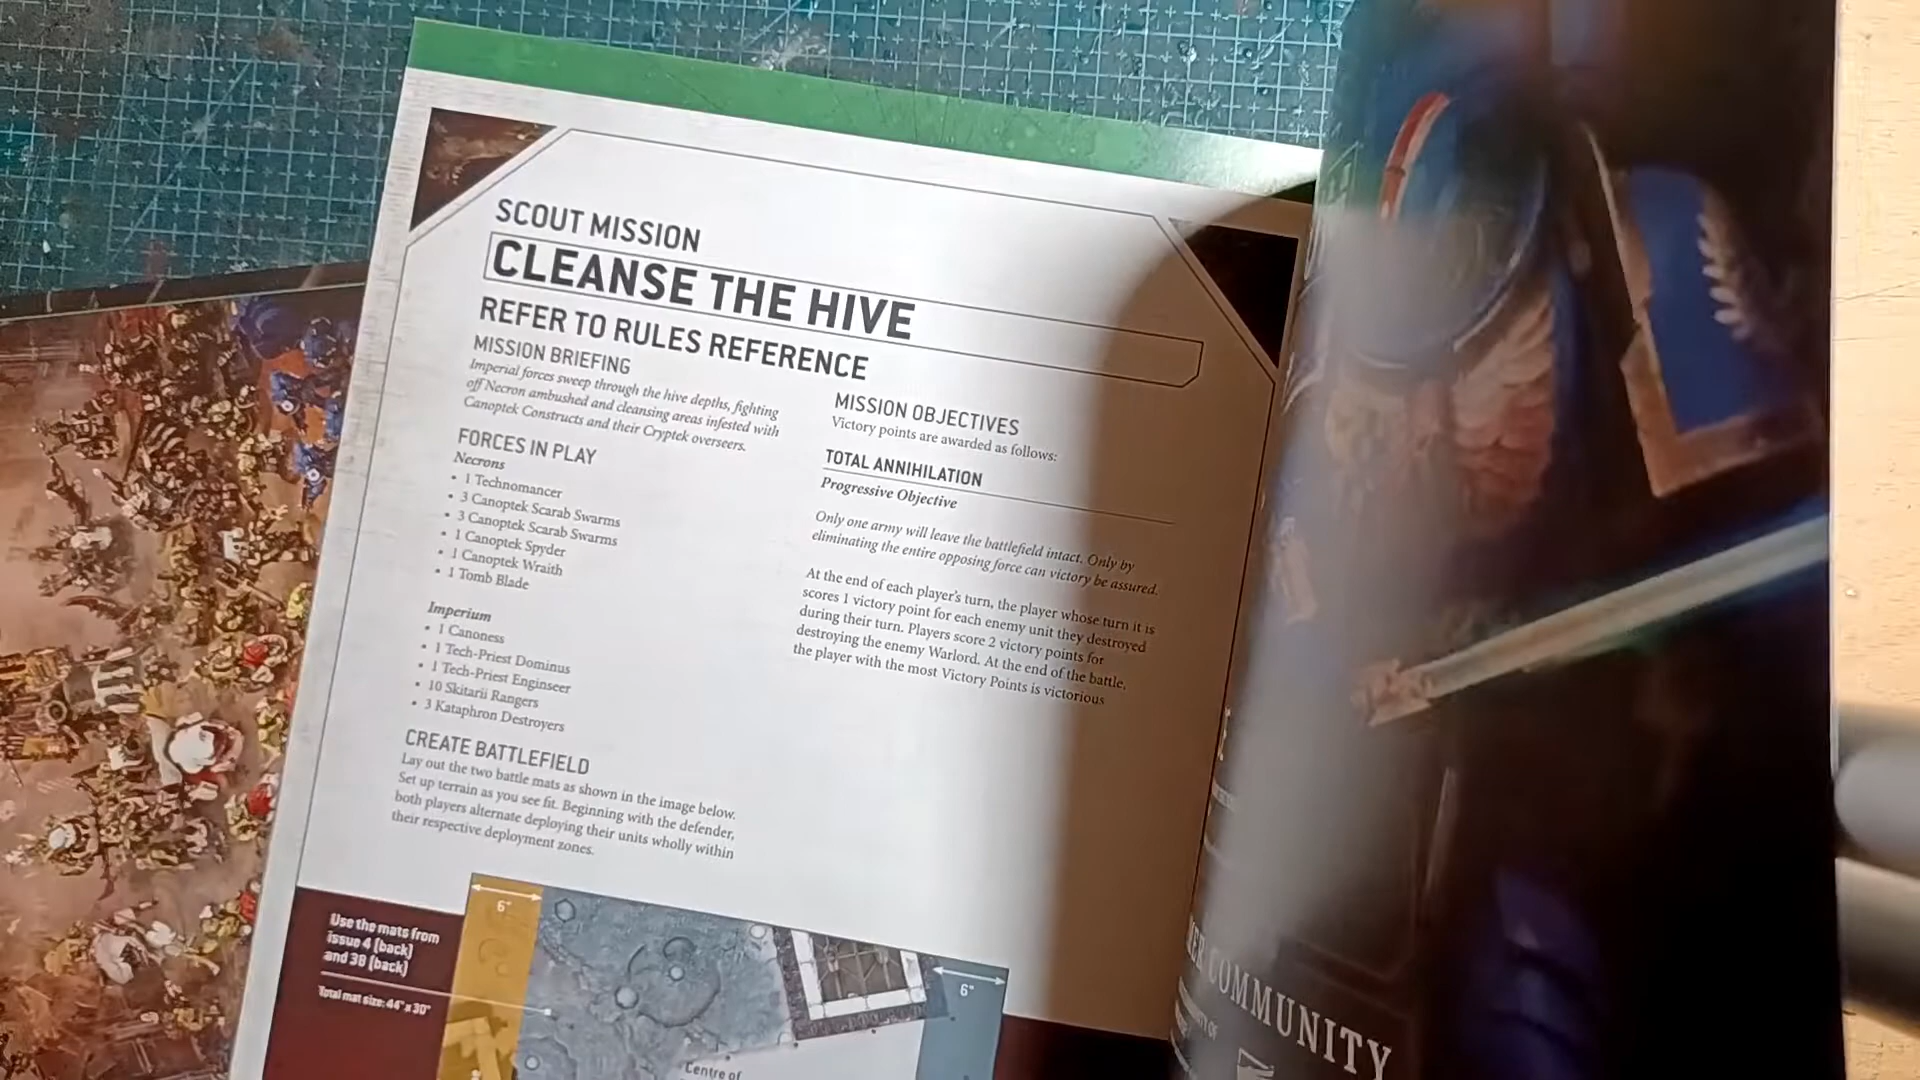 SCOUT MISSION
CLEANSE THE HIVE
REFER TO RULES REFERENCE
MISSION BRIEFING
Imperial forces sweep through the hive depths, fighting
off Necron ambushed and cleansing areas infested with
Canoptek Constructs and their Cryptek overseers.
FORCES IN PLAY
Necrons
• 1 Technomancer
• 3 Canoptek Scarab Swarms
• 3 Canoptek Scarab Swarms
• 1 Canoptek Spyder
• 1 Canoptek Wraith
• 1 Tomb Blade
Imperium
• 1 Canoness
• 1 Tech-Priest Dominus
• 1 Tech-Priest Enginseer
• 10 Skitarii Rangers
• 3 Kataphron Destroyers
CREATE BATTLEFIELD
Lay out the two battle mats as shown in the image below.
Set up terrain as you see fit. Beginning with the defender,
both players alternate deploying their units wholly within
their respective deployment zones.
MISSION OBJECTIVES
Victory points are awarded as follows:
TOTAL ANNIHILATION
Progressive Objective
Only one army will leave the battlefield intact. Only by
eliminating the entire opposing force can victory be assured.
At the end of each player's turn, the player whose turn it is
scores 1 victory point for each enemy unit they destroyed
during their turn. Players score 2 victory points for
destroying the enemy Warlord. At the end of the battle,
the player with the most Victory Points is victorious
Use the mats from
issue 4 (back)
and 38 (back)
Total mat size: 44" x 30"
6"
6"
Centre of
COMMUNITY